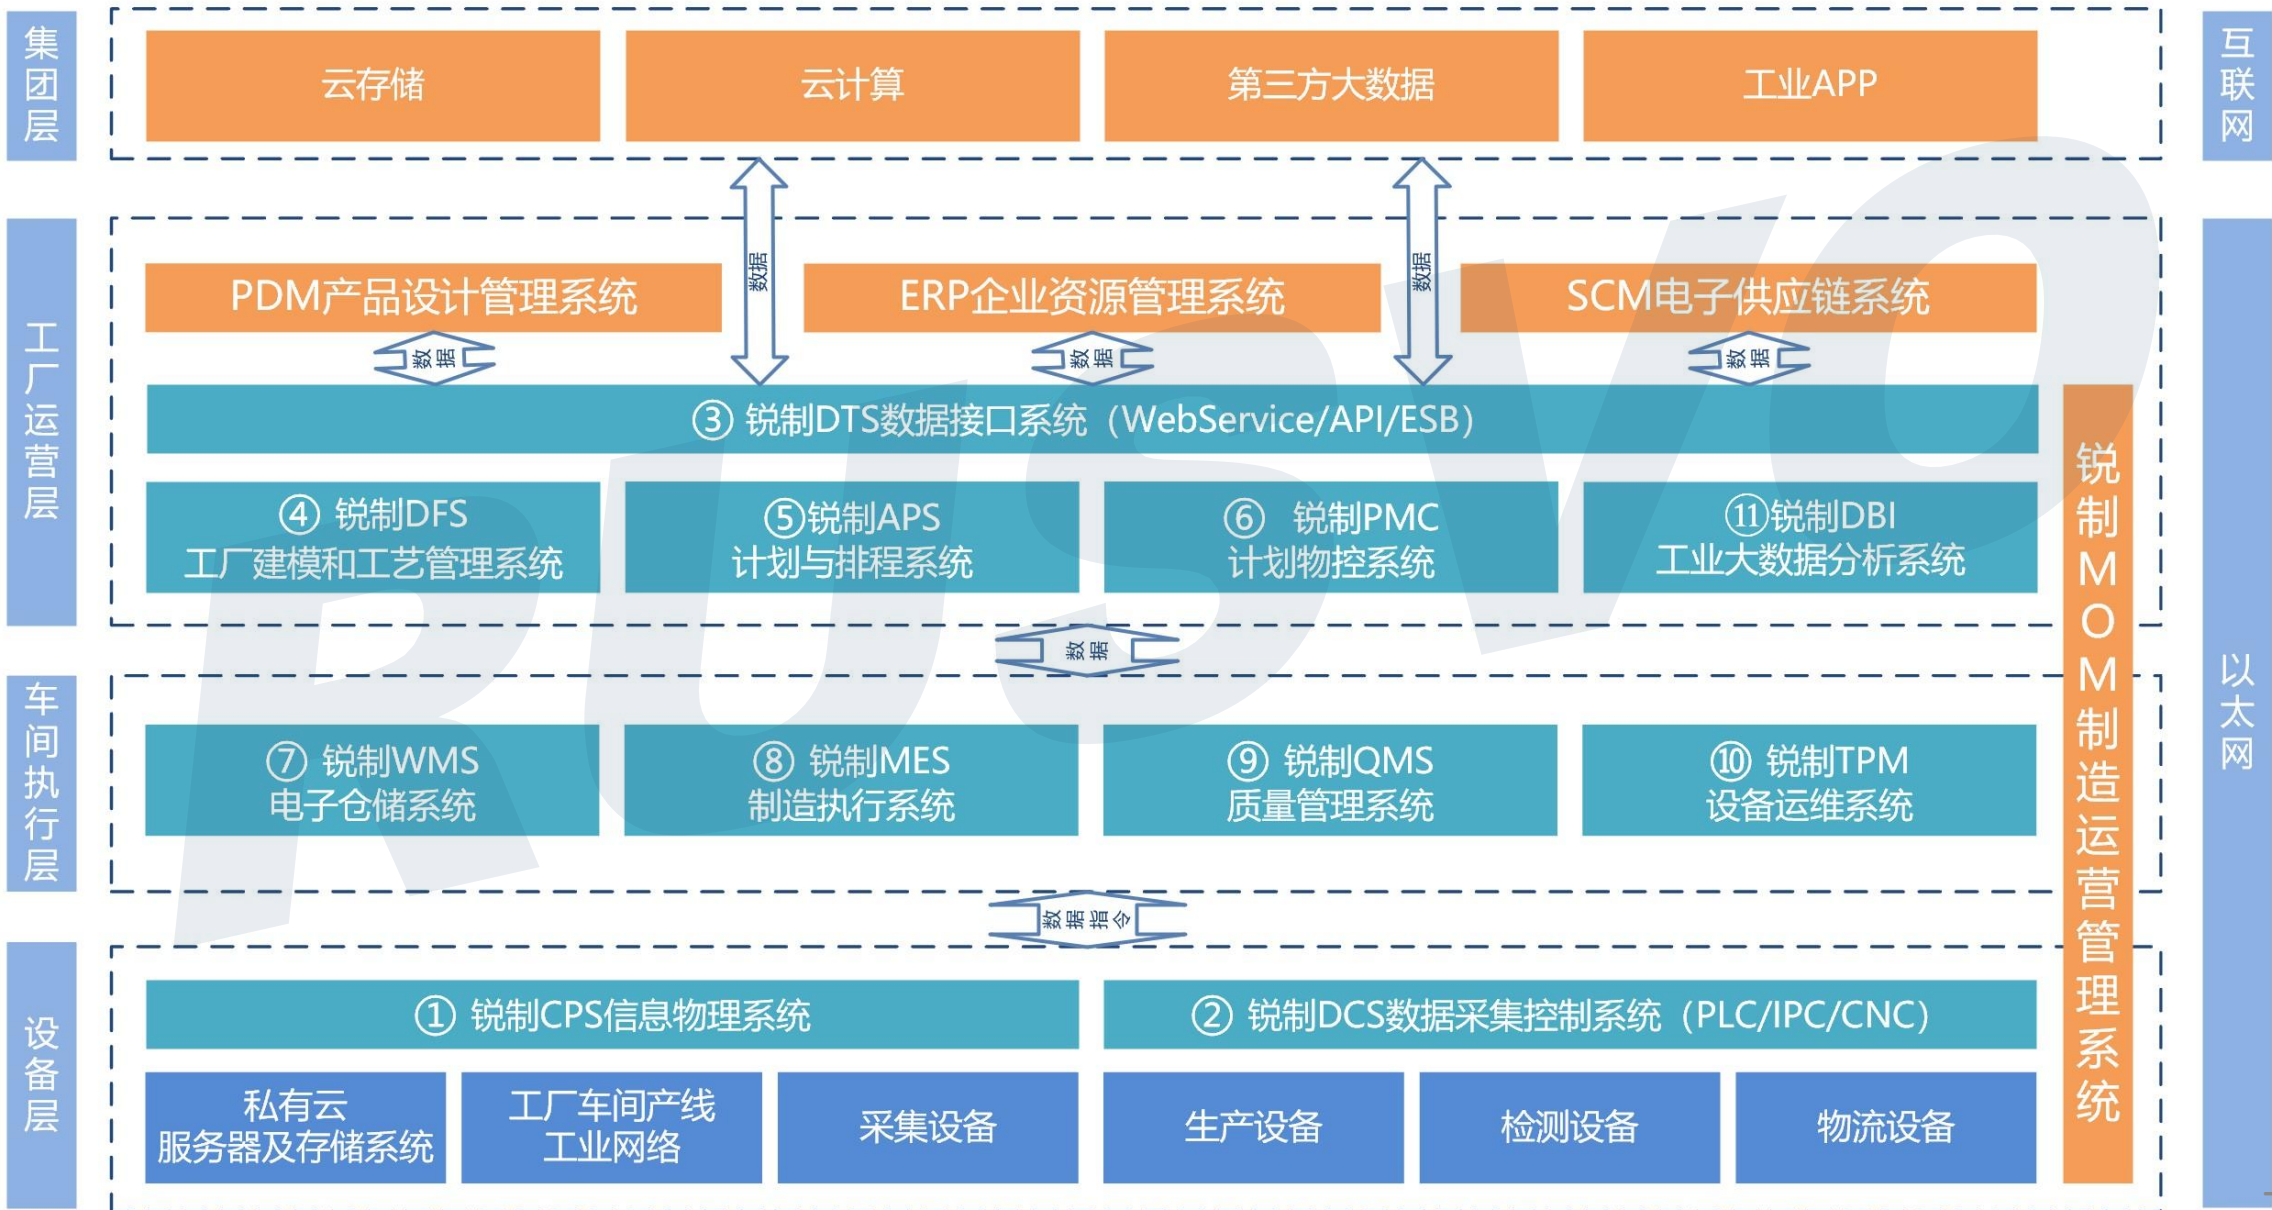 集团层
云存储
云计算
第三方大数据
工业APP
互联网
数据
数据
工厂运营层
PDM产品设计管理系统
ERP企业资源管理系统
SCM电子供应链系统
数据
数据
数据
③ 锐制DTS数据接口系统（WebService/API/ESB）
④ 锐制DFS
工厂建模和工艺管理系统
⑤锐制APS
计划与排程系统
⑥ 锐制PMC
计划物控系统
⑪锐制DBI
工业大数据分析系统
锐制MOM制造运营管理系统
以太网
数据
车间执行层
⑦ 锐制WMS
电子仓储系统
⑧ 锐制MES
制造执行系统
⑨ 锐制QMS
质量管理系统
⑩ 锐制TPM
设备运维系统
数据指令
设备层
① 锐制CPS信息物理系统
② 锐制DCS数据采集控制系统（PLC/IPC/CNC）
私有云
服务器及存储系统
工厂车间产线
工业网络
采集设备
生产设备
检测设备
物流设备
RUSVO